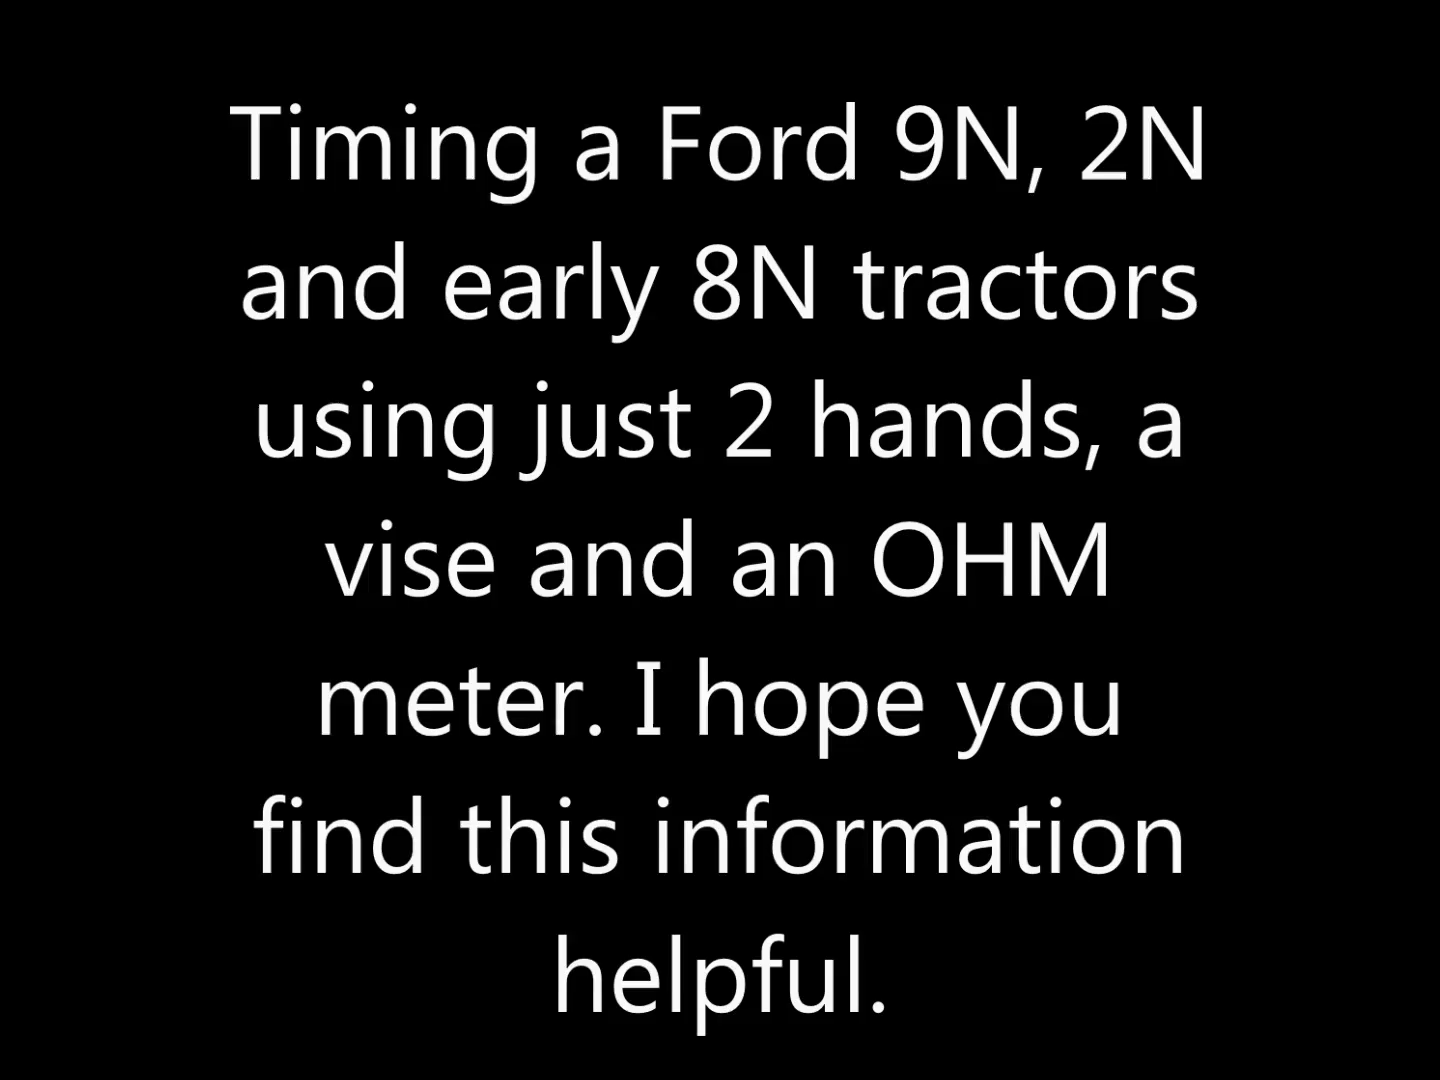 Timing a Ford 9N, 2N
and early 8N tractors
using just 2 hands, a
vise and an OHM
meter. I hope you
find this information
helpful.